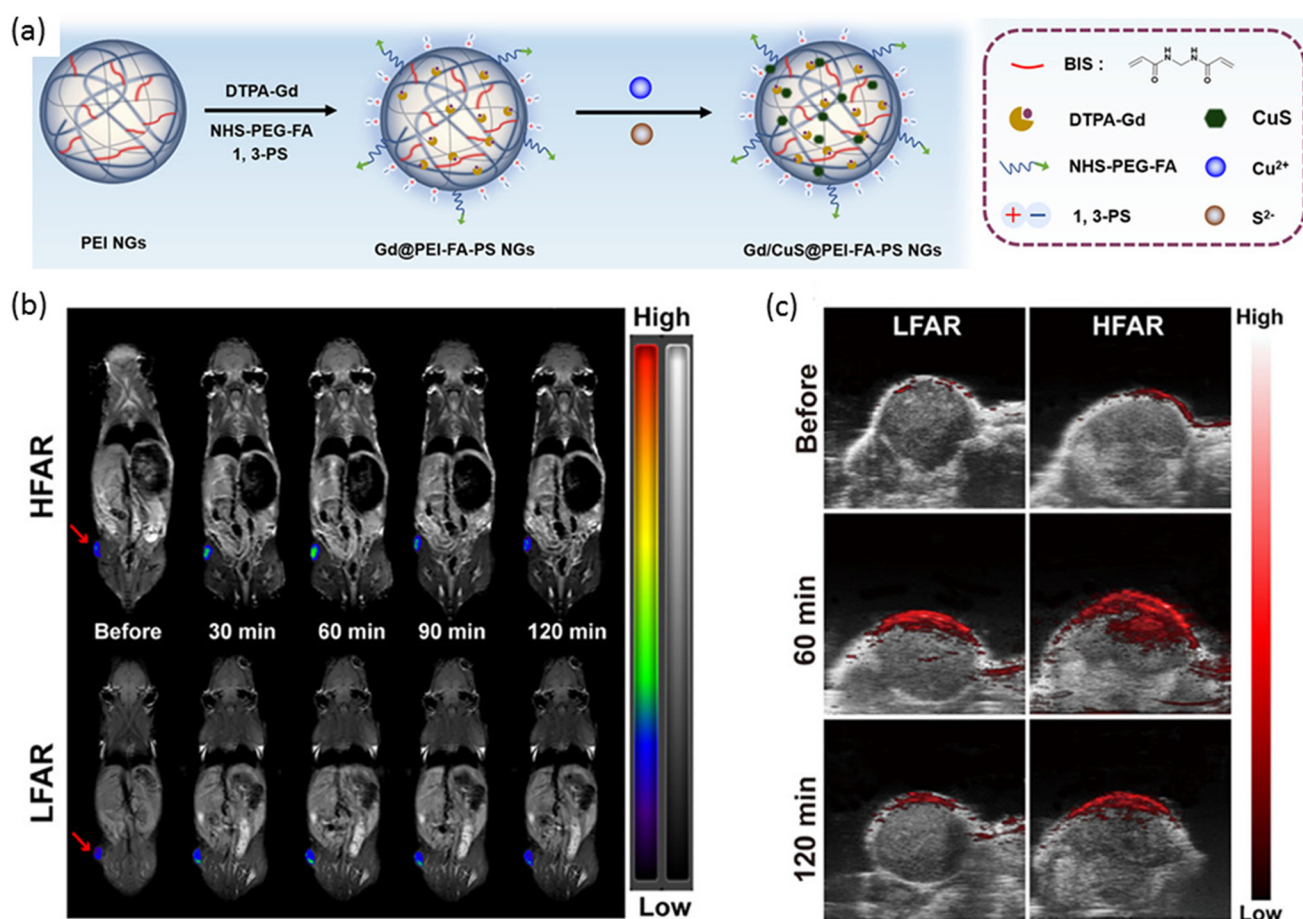 (a)
DTPA-Gd
NHS-PEG-FA
1, 3-PS
PEI NGs
Gd@PEI-FA-PS NGs
Gd/CuS@PEI-FA-PS NGs
BIS :
H
N
H
N
O
O
DTPA-Gd
CuS
NHS-PEG-FA
Cu²⁺
+ −
1, 3-PS
S²⁻
(b)
HFAR
Before
30 min
60 min
90 min
120 min
LFAR
High
Low
(c)
LFAR
HFAR
Before
60 min
120 min
High
Low